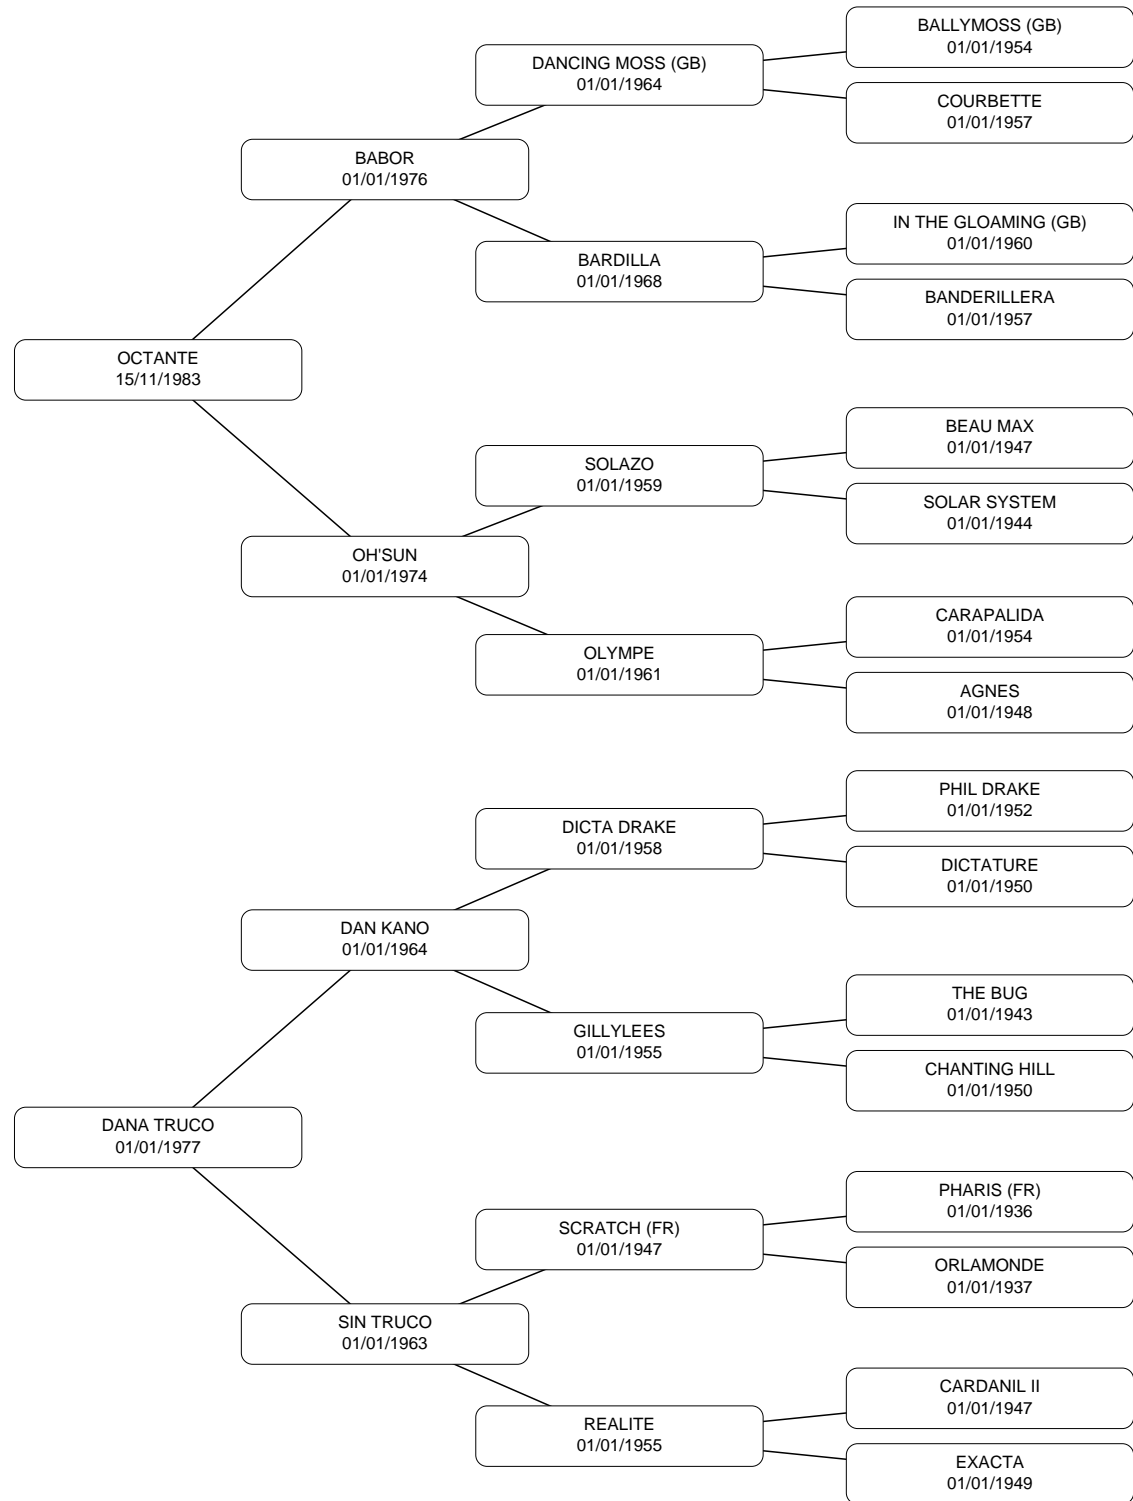 BALLYMOSS (GB)
01/01/1954
DANCING MOSS (GB)
01/01/1964
COURBETTE
01/01/1957
BABOR
01/01/1976
IN THE GLOAMING (GB)
01/01/1960
BARDILLA
01/01/1968
BANDERILLERA
01/01/1957
OCTANTE
15/11/1983
BEAU MAX
01/01/1947
SOLAZO
01/01/1959
SOLAR SYSTEM
01/01/1944
OH'SUN
01/01/1974
CARAPALIDA
01/01/1954
OLYMPE
01/01/1961
AGNES
01/01/1948
PHIL DRAKE
01/01/1952
DICTA DRAKE
01/01/1958
DICTATURE
01/01/1950
DAN KANO
01/01/1964
THE BUG
01/01/1943
GILLYLEES
01/01/1955
CHANTING HILL
01/01/1950
DANA TRUCO
01/01/1977
PHARIS (FR)
01/01/1936
SCRATCH (FR)
01/01/1947
ORLAMONDE
01/01/1937
SIN TRUCO
01/01/1963
CARDANIL II
01/01/1947
REALITE
01/01/1955
EXACTA
01/01/1949